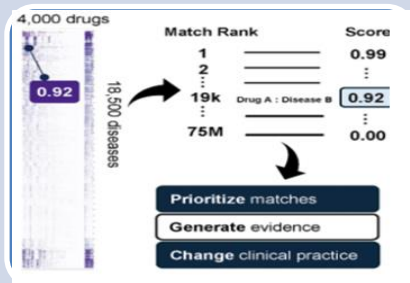 4,000 drugs
0.92
18,500 diseases
Match Rank Score
1 0.99
2 ⋮
⋮
19k Drug A : Disease B 0.92
⋮ ⋮
75M 0.00
Prioritize matches
Generate evidence
Change clinical practice